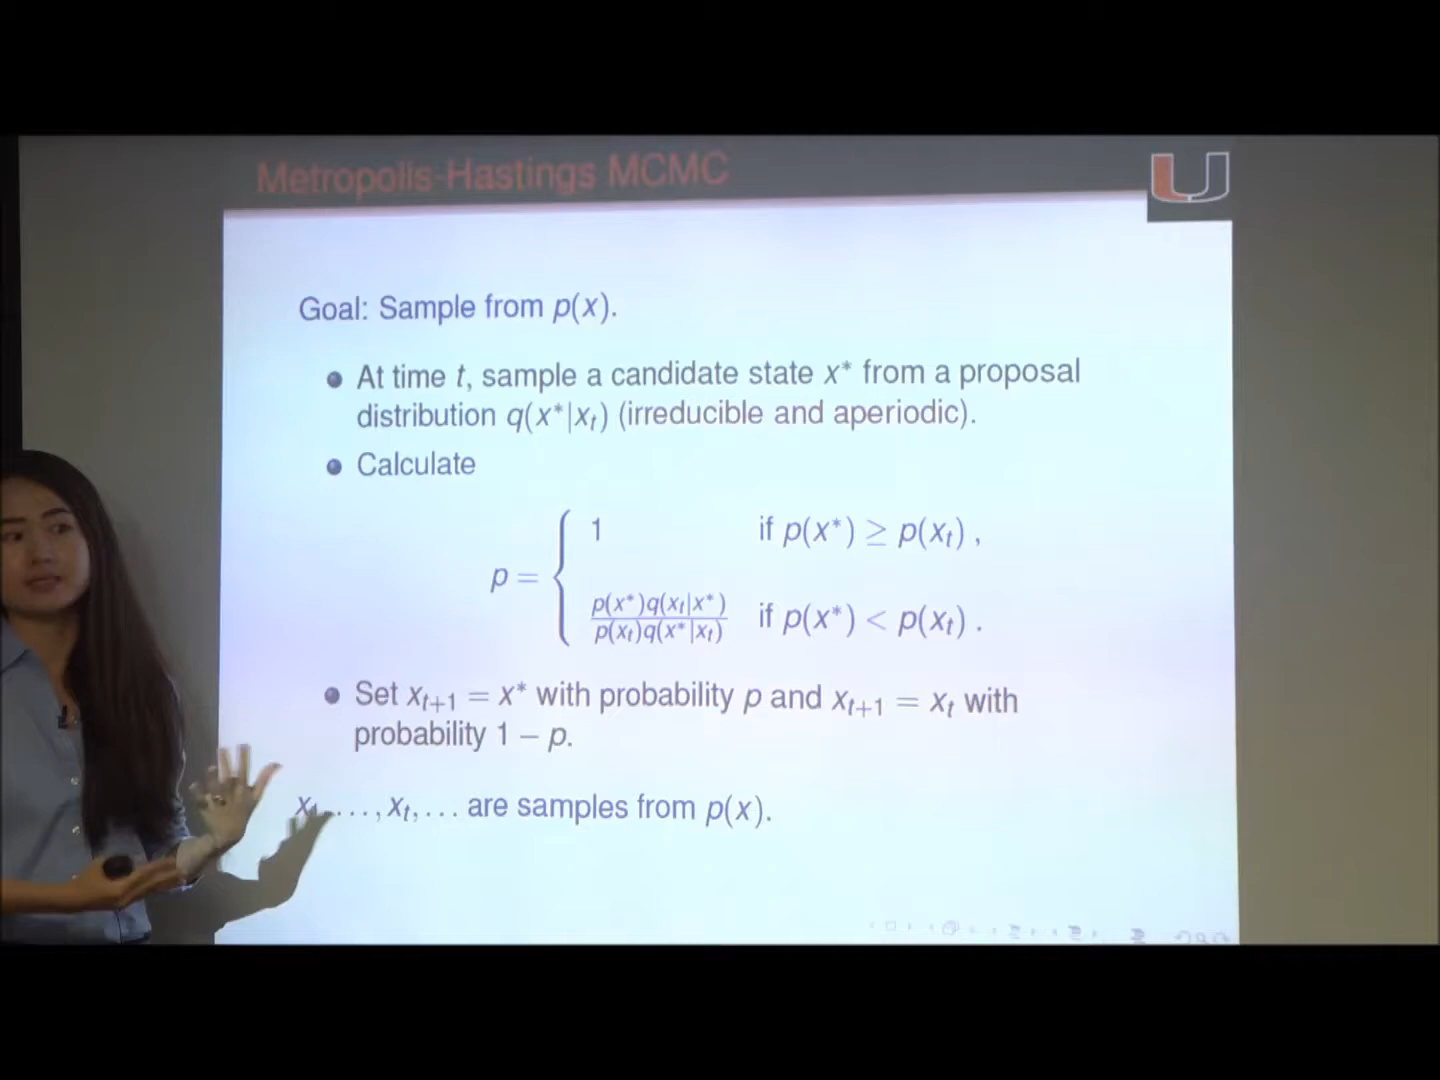 Metropolis-Hastings MCMC
U
Goal: Sample from p(x).
At time t, sample a candidate state x* from a proposal
distribution q(x*|xₜ) (irreducible and aperiodic).
Calculate
p = { 1 if p(x*) ≥ p(xₜ) ,
p(x*)q(xₜ|x*) / p(xₜ)q(x*|xₜ) if p(x*) < p(xₜ) .
Set xₜ₊₁ = x* with probability p and xₜ₊₁ = xₜ with
probability 1 − p.
. . . , xₜ, . . . are samples from p(x).